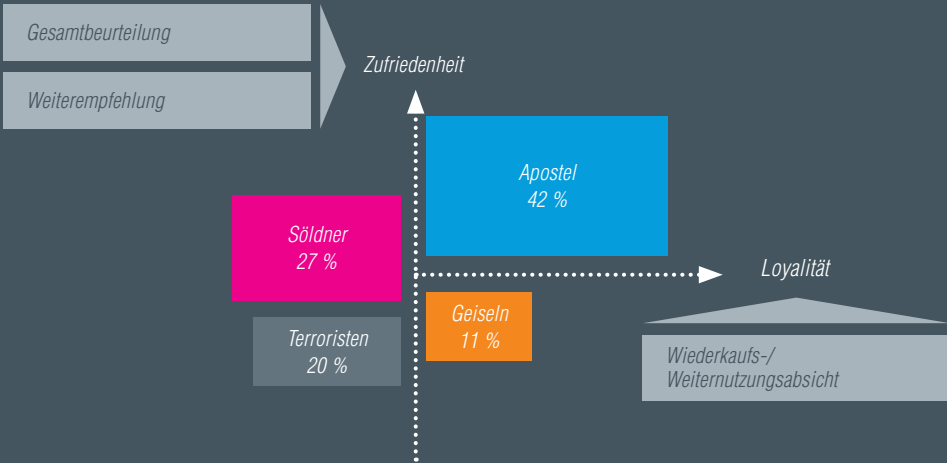 Gesamtbeurteilung
Weiterempfehlung
Zufriedenheit
Apostel
42 %
Söldner
27 %
Loyalität
Geiseln
11 %
Terroristen
20 %
Wiederkaufs-/
Weiternutzungsabsicht